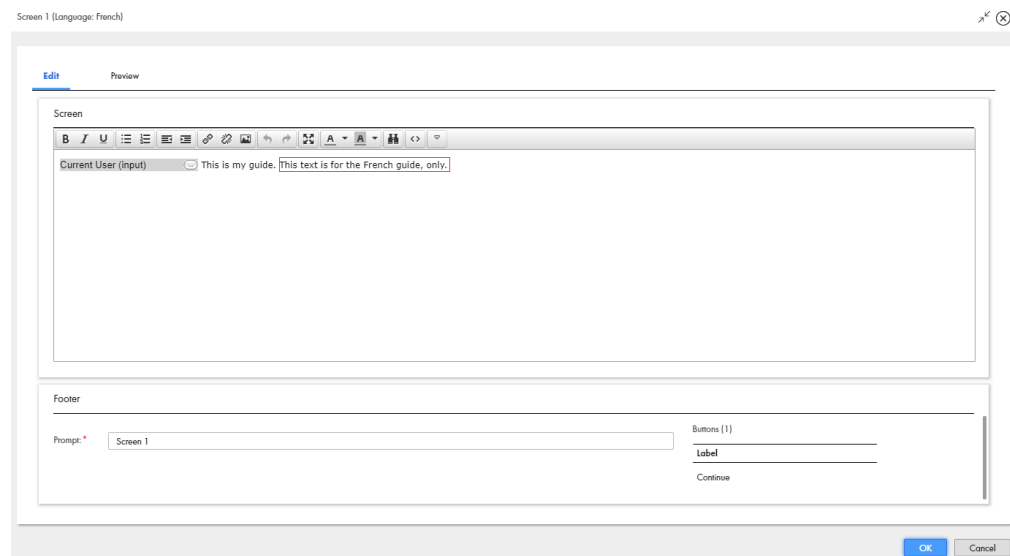 Screen 1 (Language: French)
Edit Preview
Screen
B I U A A
Current User (input) ... This is my guide. This text is for the French guide, only.
Footer
Buttons (1)
Prompt: * Screen 1
Label
Continue
OK Cancel